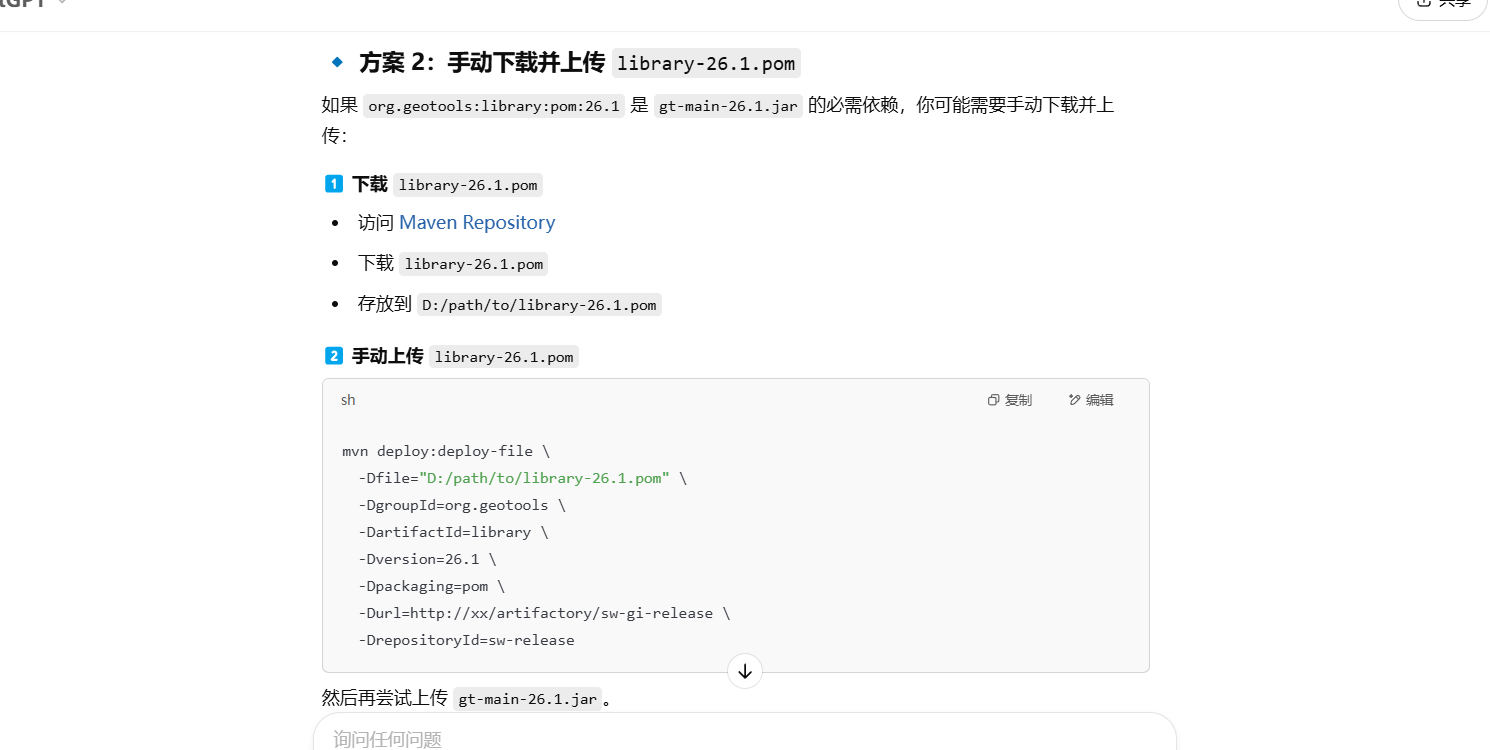 共享
方案 2：手动下载并上传 library-26.1.pom
如果 org.geotools:library:pom:26.1 是 gt-main-26.1.jar 的必需依赖，你可能需要手动下载并上
传：
1 下载 library-26.1.pom
• 访问 Maven Repository
• 下载 library-26.1.pom
• 存放到 D:/path/to/library-26.1.pom
2 手动上传 library-26.1.pom
sh 复制 编辑
mvn deploy:deploy-file \
-Dfile="D:/path/to/library-26.1.pom" \
-DgroupId=org.geotools \
-DartifactId=library \
-Dversion=26.1 \
-Dpackaging=pom \
-Durl=http://xx/artifactory/sw-gi-release \
-DrepositoryId=sw-release
然后再尝试上传 gt-main-26.1.jar 。
询问任何问题